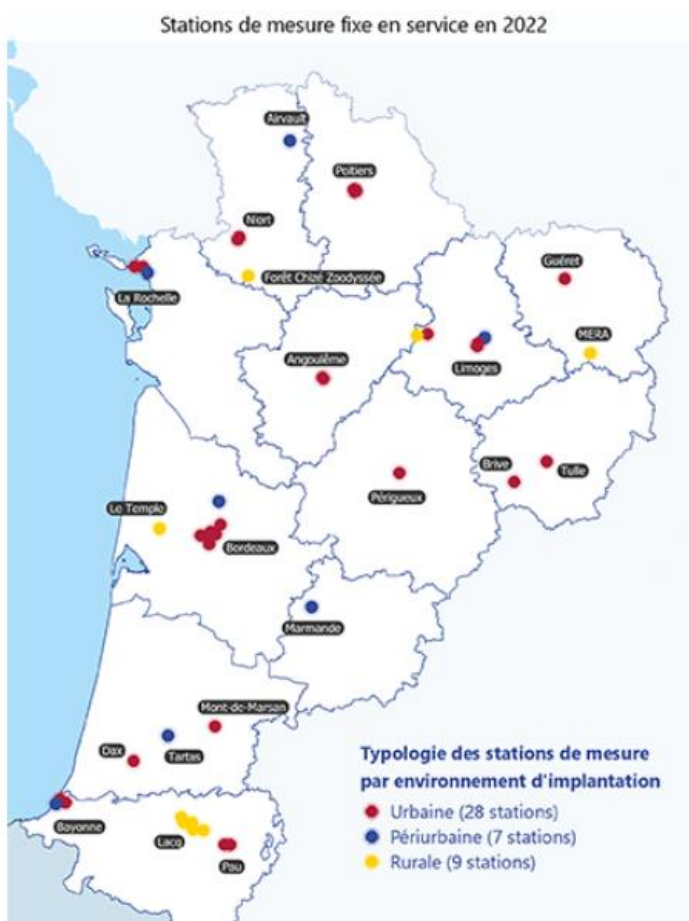 Stations de mesure fixe en service en 2022
Airvault
Poitiers
Niort
Forêt Chizé Zoodyssée
La Rochelle
Guéret
MERA
Limoges
Angoulême
Périgueux
Brive
Tulle
Le Temple
Bordeaux
Marmande
Mont-de-Marsan
Dax
Tartas
Bayonne
Lacq
Pau
Typologie des stations de mesure
par environnement d'implantation
Urbaine (28 stations)
Périurbaine (7 stations)
Rurale (9 stations)